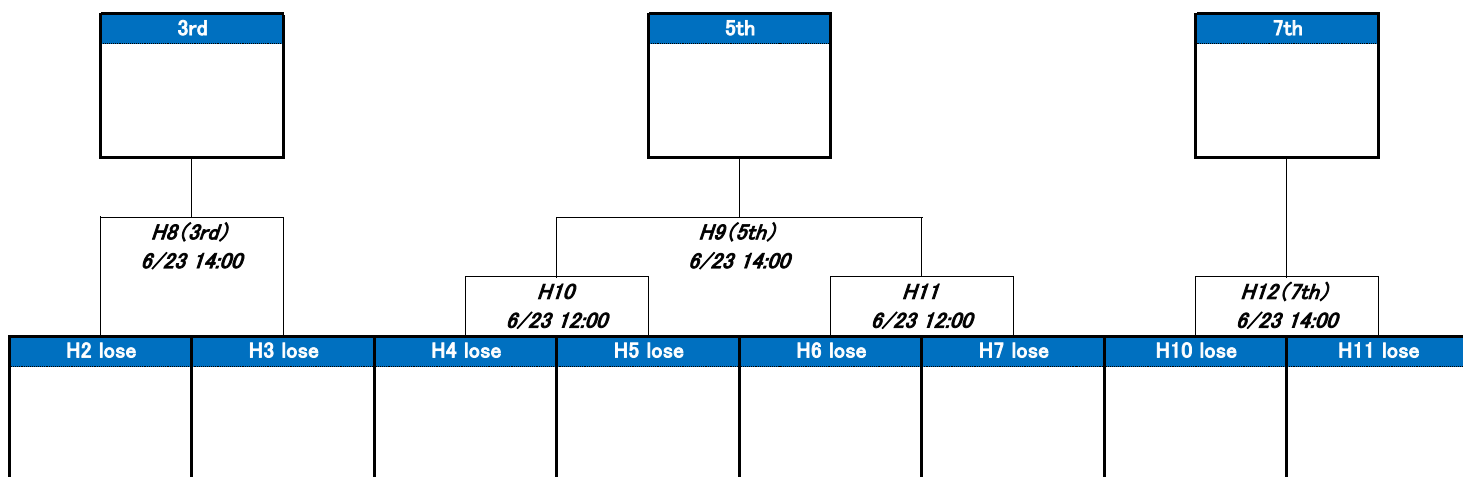 3rd
5th
7th
H8(3rd)
6/23 14:00
H9(5th)
6/23 14:00
H10
6/23 12:00
H11
6/23 12:00
H12(7th)
6/23 14:00
H2 lose
H3 lose
H4 lose
H5 lose
H6 lose
H7 lose
H10 lose
H11 lose